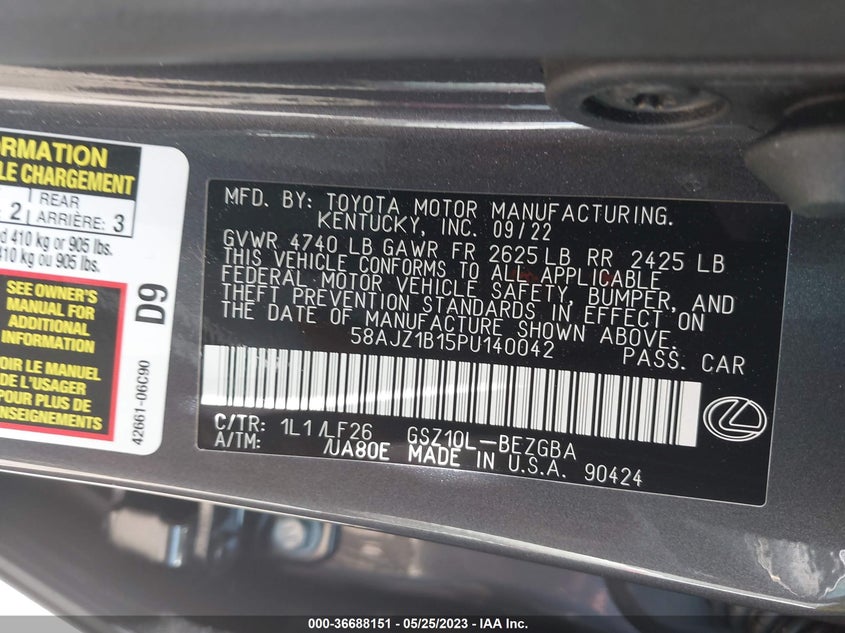 ORMATION
LE CHARGEMENT
2 REAR
ARRIÈRE: 3
d 410 kg or 905 lbs.
410 kg ou 905 lbs.
SEE OWNER'S
MANUAL FOR
ADDITIONAL
INFORMATION
VOIR LE MANUEL
DE L'USAGER
POUR PLUS DE
RENSEIGNEMENTS
D9
42661-06C90
MFD. BY: TOYOTA MOTOR MANUFACTURING.
KENTUCKY, INC. 09/22
GVWR 4740 LB GAWR FR 2625 LB RR 2425 LB
THIS VEHICLE CONFORMS TO ALL APPLICABLE
FEDERAL MOTOR VEHICLE SAFETY, BUMPER, AND
THEFT PREVENTION STANDARDS IN EFFECT ON
THE DATE OF MANUFACTURE SHOWN ABOVE.
58AJZ1B15PU140042 PASS. CAR
C/TR: 1L1/LF26 GSZ10L-BEZGBA
A/TM: /UA80E MADE IN U.S.A. 90424
000-36688151 - 05/25/2023 - IAA Inc.